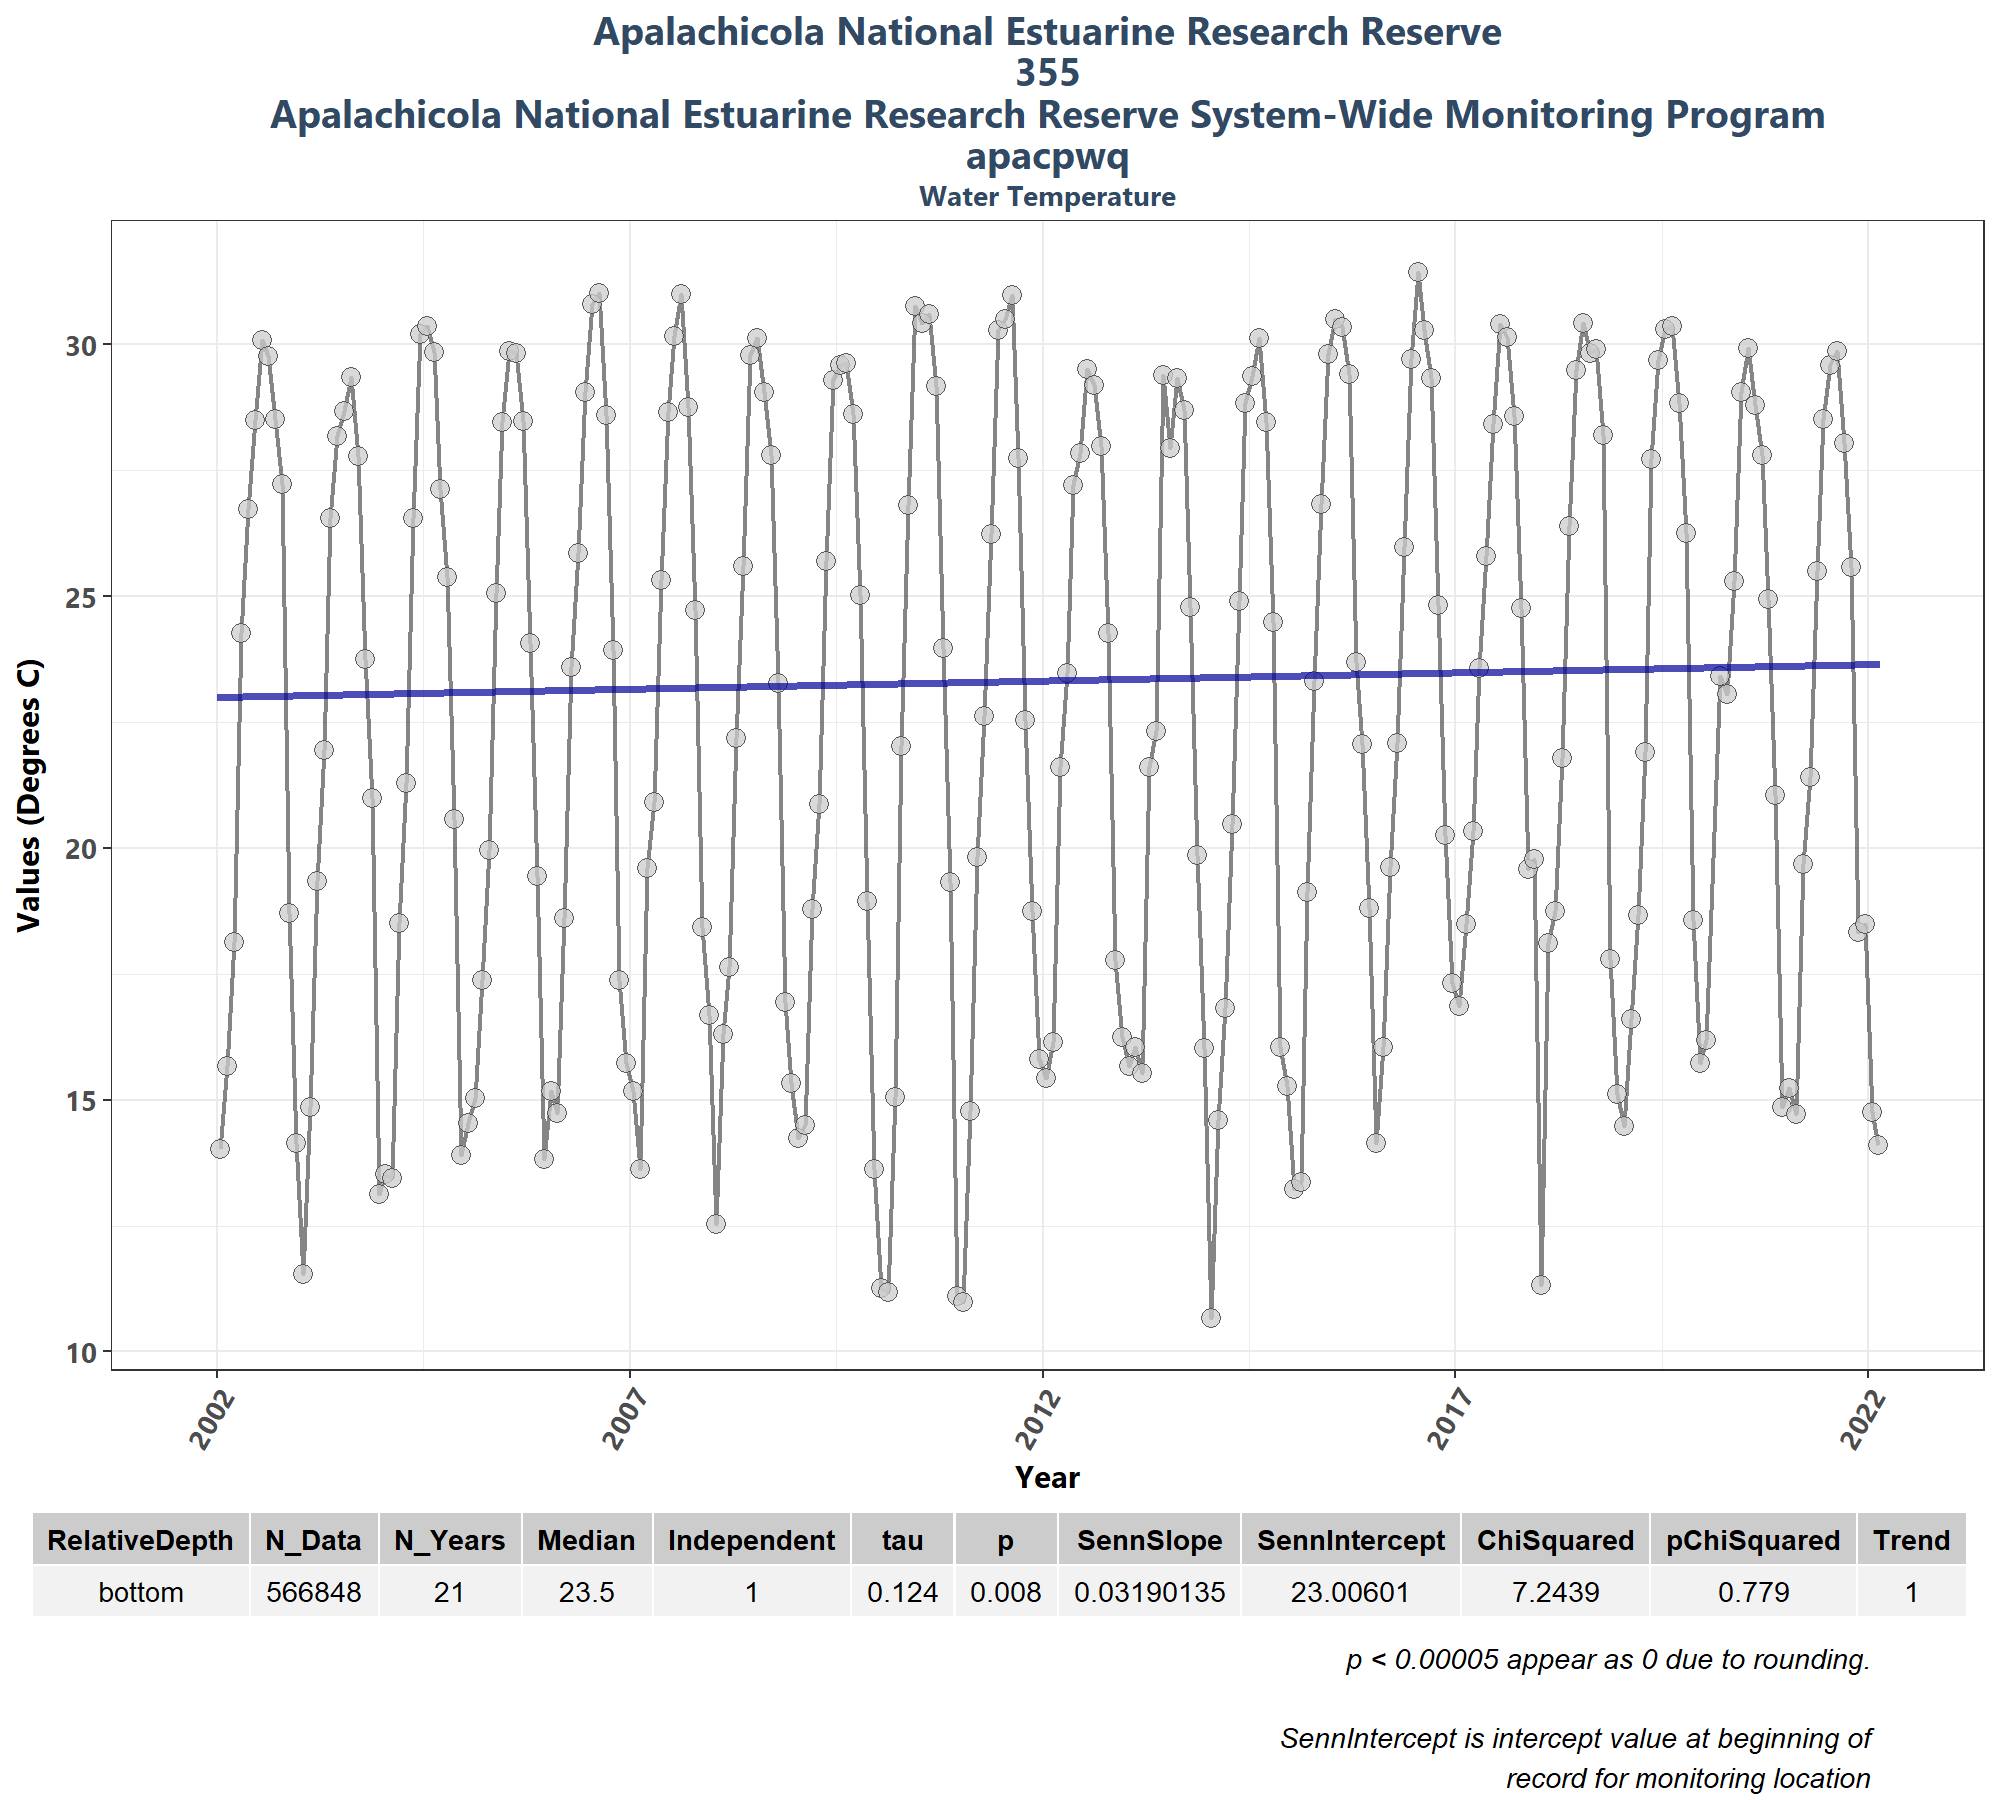 Apalachicola National Estuarine Research Reserve
355
Apalachicola National Estuarine Research Reserve System-Wide Monitoring Program
apacpwq
Water Temperature
Values (Degrees C)
30
25
20
15
10
2002 2007 2012 2017 2022
Year
RelativeDepth N_Data N_Years Median Independent tau p SennSlope SennIntercept ChiSquared pChiSquared Trend
bottom 566848 21 23.5 1 0.124 0.008 0.03190135 23.00601 7.2439 0.779 1
p < 0.00005 appear as 0 due to rounding.
SennIntercept is intercept value at beginning of
record for monitoring location